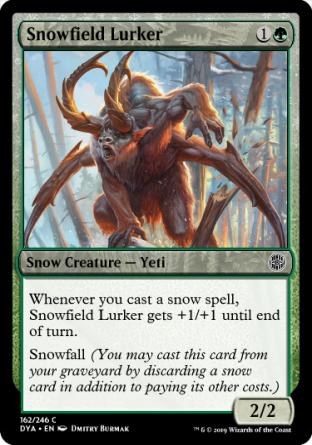 Snowfield Lurker 1
Snow Creature — Yeti
Whenever you cast a snow spell,
Snowfield Lurker gets +1/+1 until end
of turn.
Snowfall (You may cast this card from
your graveyard by discarding a snow
card in addition to paying its other costs.)
2/2
162/246 C
DYA • EN DMITRY BURMAK
™ & © 2019 Wizards of the Coast